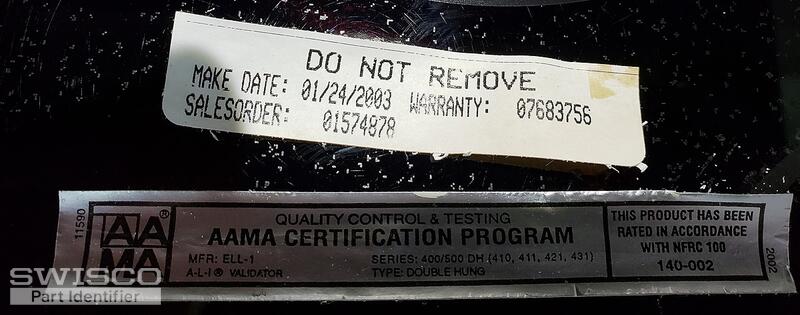 DO NOT REMOVE
MAKE DATE: 01/24/2003 WARRANTY: 07683756
SALESORDER: 01574878
11590
AAMA
®
QUALITY CONTROL & TESTING
AAMA CERTIFICATION PROGRAM
MFR: ELL-1 SERIES: 400/500 DH (410, 411, 421, 431)
A-L-I® VALIDATOR TYPE: DOUBLE HUNG
THIS PRODUCT HAS BEEN
RATED IN ACCORDANCE
WITH NFRC 100
140-002
2002
SWISCO
Part Identifier